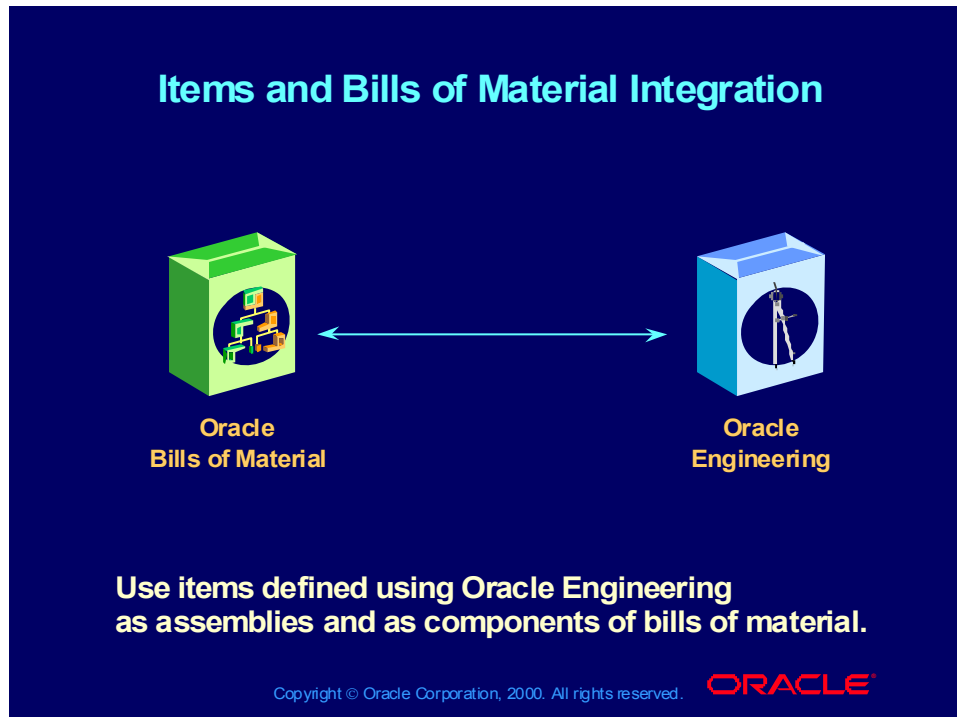 Items and Bills of Material Integration
Oracle
Bills of Material
Oracle
Engineering
Use items defined using Oracle Engineering
as assemblies and as components of bills of material.
Copyright © Oracle Corporation, 2000. All rights reserved.
ORACLE®